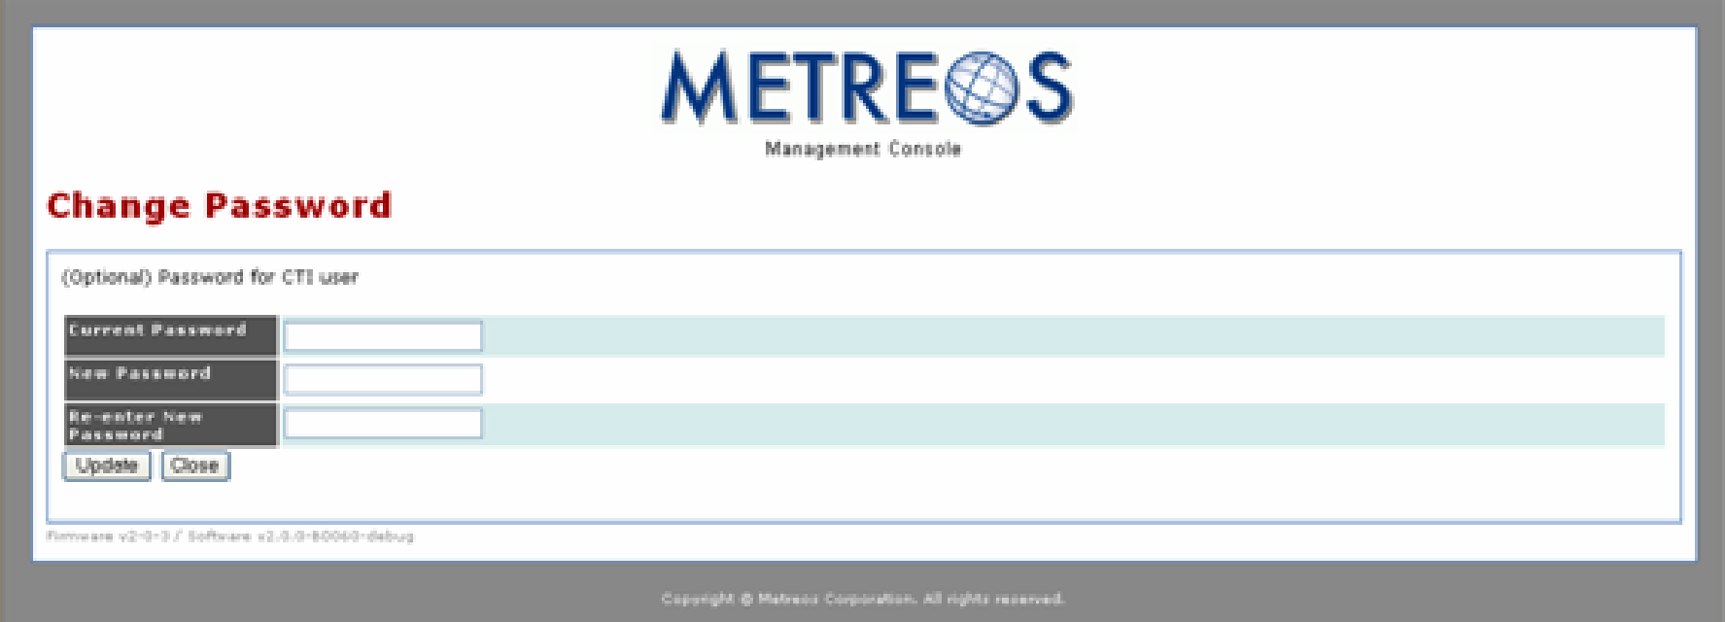 METREOS
Management Console
Change Password
(Optional) Password for CTI user
Current Password
New Password
Re-enter New
Password
Update Close
Firmware v2-0-3 / Software v2.0.0-b0060-debug
Copyright © Metreos Corporation. All rights reserved.